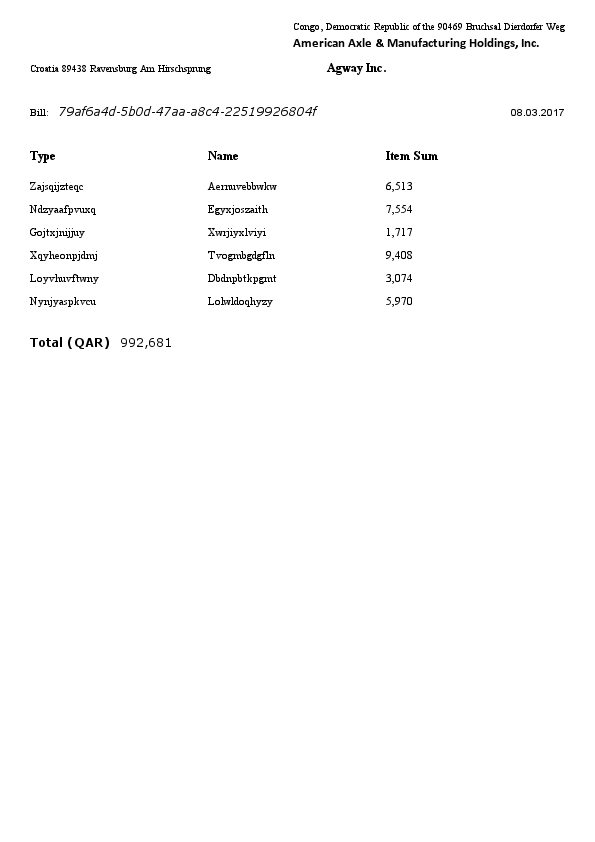 Congo, Democratic Republic of the 90469 Bruchsal Dierdorfer Weg
American Axle & Manufacturing Holdings, Inc.
Croatia 89438 Ravensburg Am Hirschsprung Agway Inc.
Bill: 79af6a4d-5b0d-47aa-a8c4-22519926804f 08.03.2017
Type Name Item Sum
Zajsqijzteqc Aernuvebbwkw 6,513
Ndzyaafpvuxq Egyxjoszaith 7,554
Gojtxjnijjuy Xwrjiyxlviyi 1,717
Xqyheonpjdmj Tvogmbgdgfln 9,408
Loyvhuvftwny Dbdnpbtkpgmt 3,074
Nynjyaspkvcu Lolwldoqhyzy 5,970
Total (QAR) 992,681